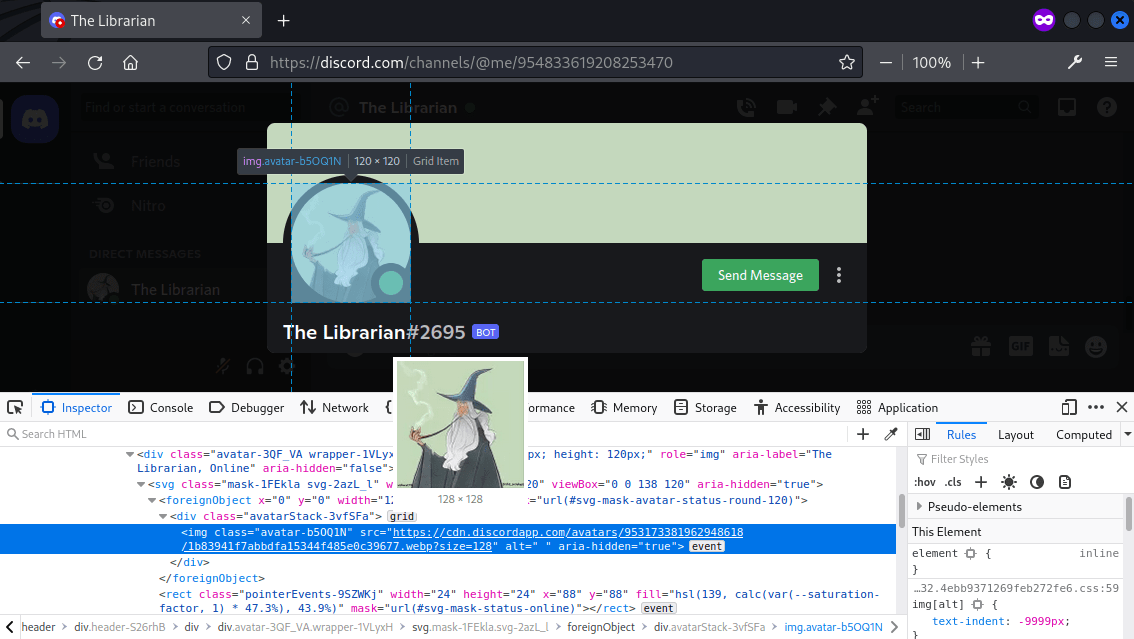 The Librarian
https://discord.com/channels/@me/954833619208253470
100%
Find or start a conversation
The Librarian
Search
Friends
Nitro
DIRECT MESSAGES
The Librarian
img.avatar-b5OQ1N
120 × 120
Grid Item
Send Message
The Librarian#2695
BOT
GIF
Inspector
Console
Debugger
Network
ormance
Memory
Storage
Accessibility
Application
Search HTML
128 × 128
<div class="avatar-3QF_VA wrapper-1VLyx
px; height: 120px;" role="img" aria-label="The
Librarian, Online" aria-hidden="false">
<svg class="mask-1FEkla svg-2azL_l" w
20" viewBox="0 0 138 120" aria-hidden="true">
<foreignObject x="0" y="0" width="12
k="url(#svg-mask-avatar-status-round-120)">
<div class="avatarStack-3vfSFa"> grid
<img class="avatar-b5OQ1N" src="https://cdn.discordapp.com/avatars/953173381962948618
/1b83941f7abbdfa15344f485e0c39677.webp?size=128" alt=" " aria-hidden="true"> event
</div>
</foreignObject>
<rect class="pointerEvents-9SZWKj" width="24" height="24" x="88" y="88" fill="hsl(139, calc(var(--saturation-
factor, 1) * 47.3%), 43.9%)" mask="url(#svg-mask-status-online)"></rect> event
header
div.header-S26rhB
div
div.avatar-3QF_VA.wrapper-1VLyxH
svg.mask-1FEkla.svg-2azL_l
foreignObject
div.avatarStack-3vfSFa
img.avatar-b5OQ1N
Rules
Layout
Computed
Filter Styles
:hov .cls
Pseudo-elements
This Element
element { inline
}
…32.4ebb9371269feb272fe6.css:59
img[alt] {
text-indent: -9999px;
}